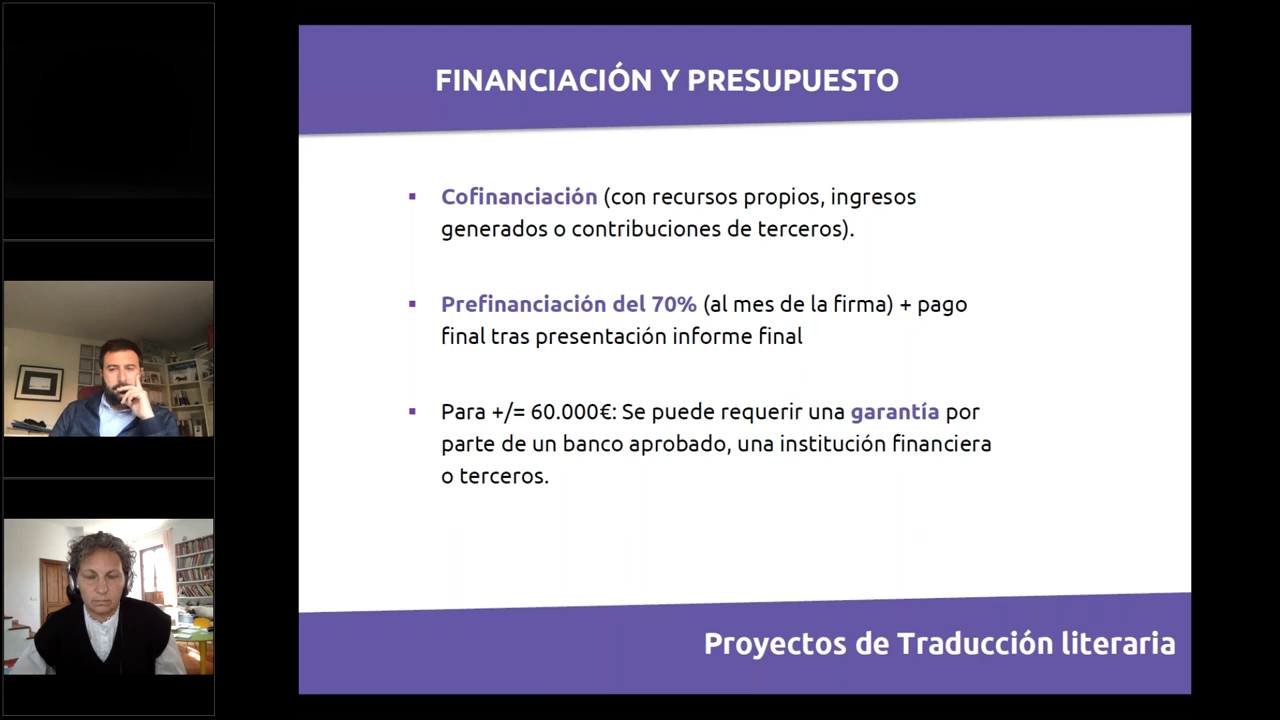 FINANCIACIÓN Y PRESUPUESTO
▪ Cofinanciación (con recursos propios, ingresos
generados o contribuciones de terceros).
▪ Prefinanciación del 70% (al mes de la firma) + pago
final tras presentación informe final
▪ Para +/= 60.000€: Se puede requerir una garantía por
parte de un banco aprobado, una institución financiera
o terceros.
Proyectos de Traducción literaria